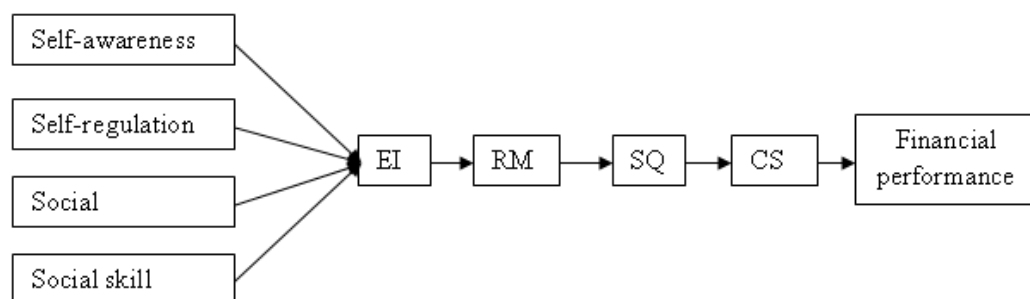 Self-awareness
Self-regulation
Social
Social skill
EI
RM
SQ
CS
Financial
performance